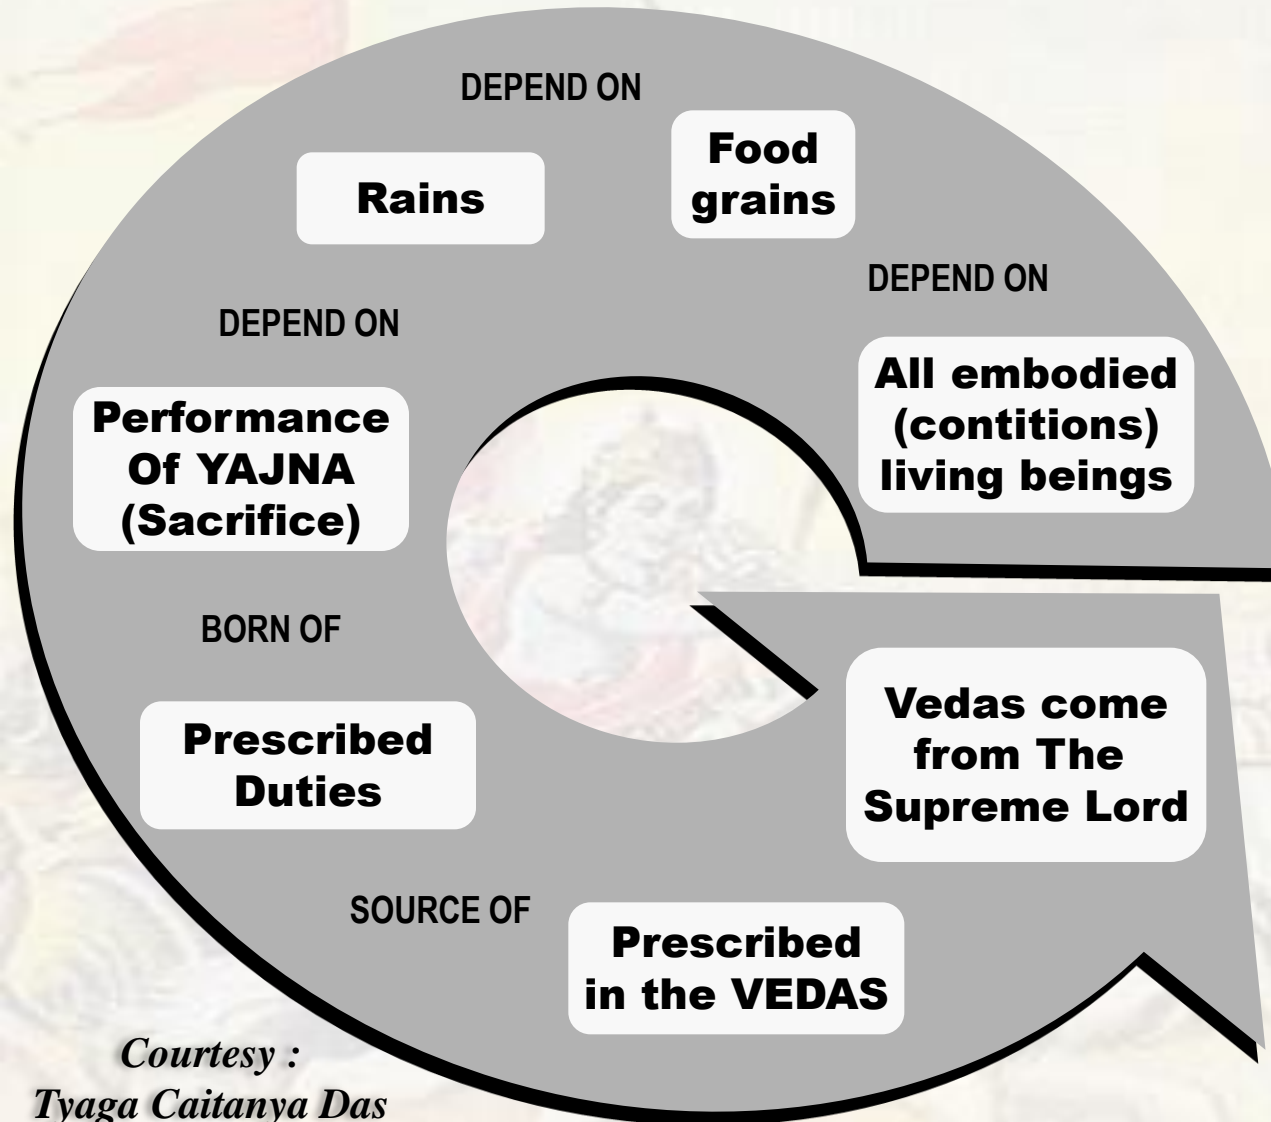 DEPEND ON
Food
grains
Rains
DEPEND ON
DEPEND ON
All embodied
(contitions)
living beings
Performance
Of YAJNA
(Sacrifice)
BORN OF
Prescribed
Duties
Vedas come
from The
Supreme Lord
SOURCE OF
Prescribed
in the VEDAS
Courtesy :
Tyaga Caitanya Das